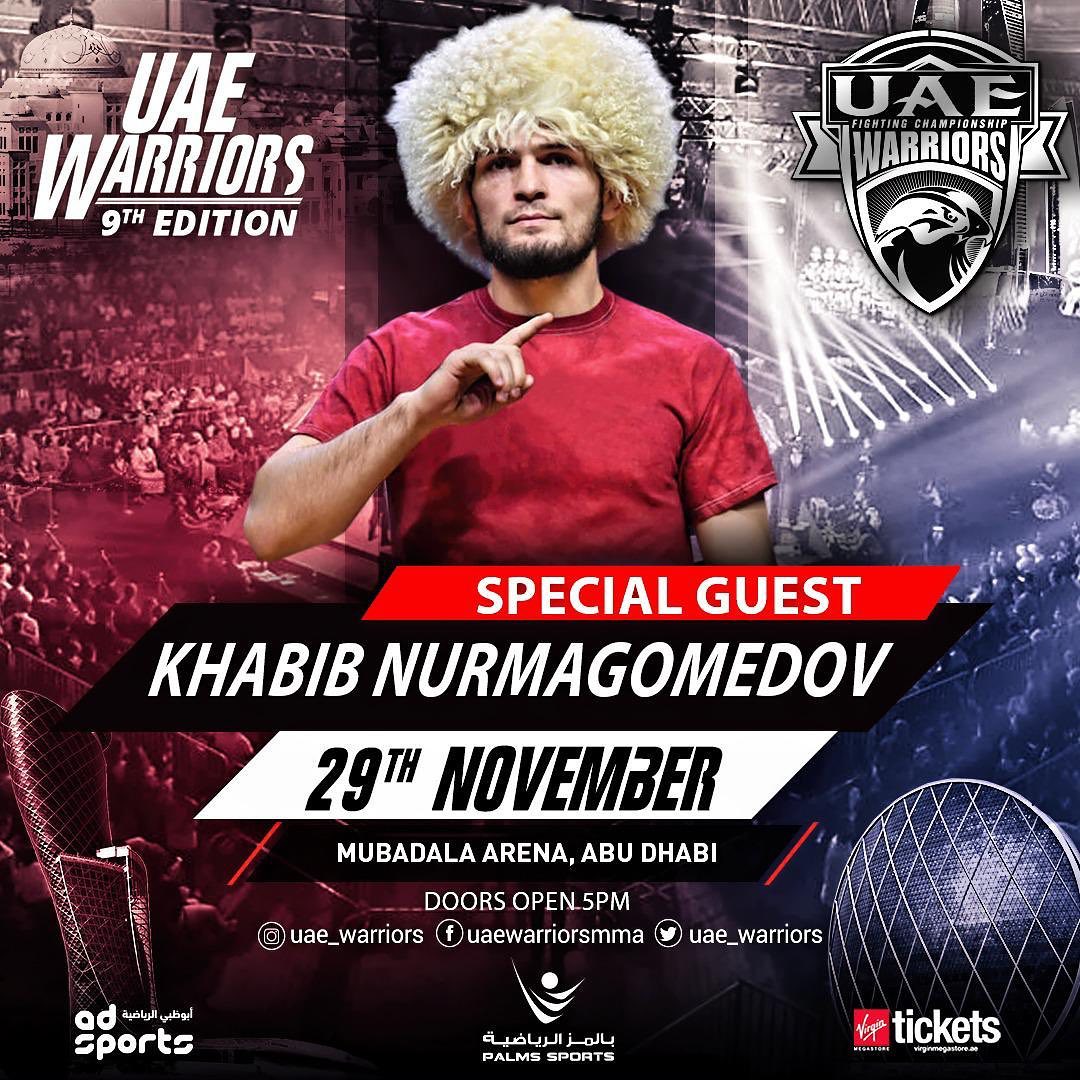 UAE
WARRIORS
9TH EDITION
UAE
FIGHTING CHAMPIONSHIP
WARRIORS
SPECIAL GUEST
KHABIB NURMAGOMEDOV
29TH NOVEMBER
MUBADALA ARENA, ABU DHABI
DOORS OPEN 5PM
uae_warriors uaewarriorsmma uae_warriors
أبوظبي الرياضية
ad
sports
بالمز الرياضية
PALMS SPORTS
Virgin
MEGASTORE
tickets
virginmegastore.ae